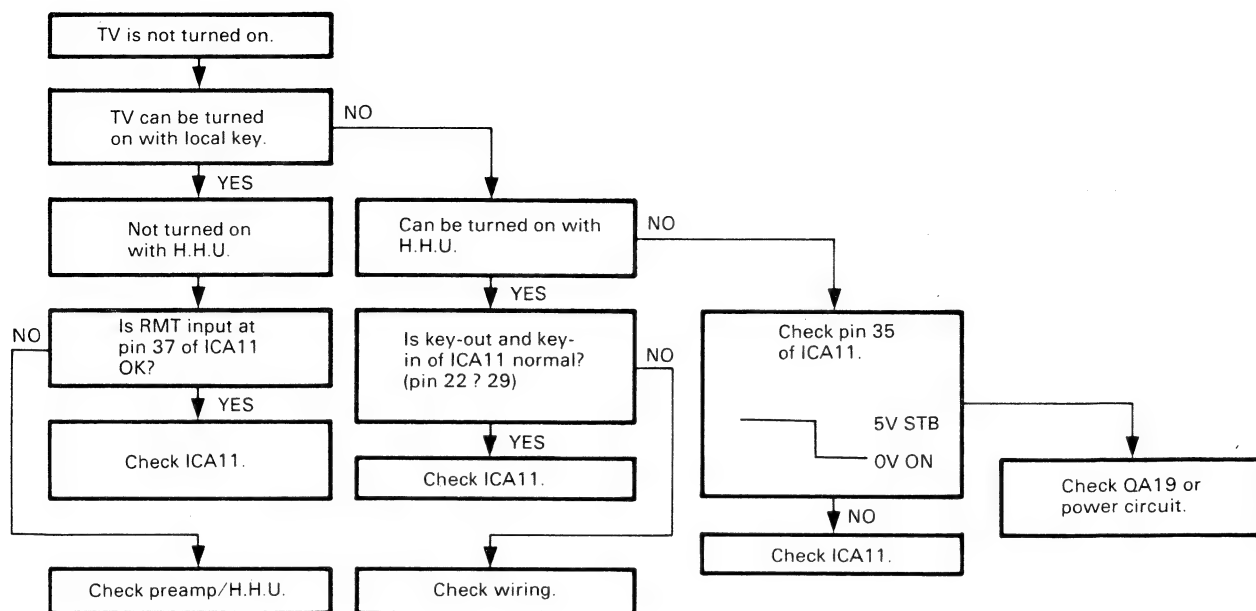 TV is not turned on.
TV can be turned
on with local key.
NO
YES
Not turned on
with H.H.U.
Can be turned on with
H.H.U.
NO
YES
NO
Is RMT input at
pin 37 of ICA11
OK?
Is key-out and key-
in of ICA11 normal?
(pin 22 ? 29)
NO
Check pin 35
of ICA11.
5V STB
0V ON
YES
Check ICA11.
YES
Check ICA11.
Check QA19 or
power circuit.
NO
Check ICA11.
Check preamp/H.H.U.
Check wiring.